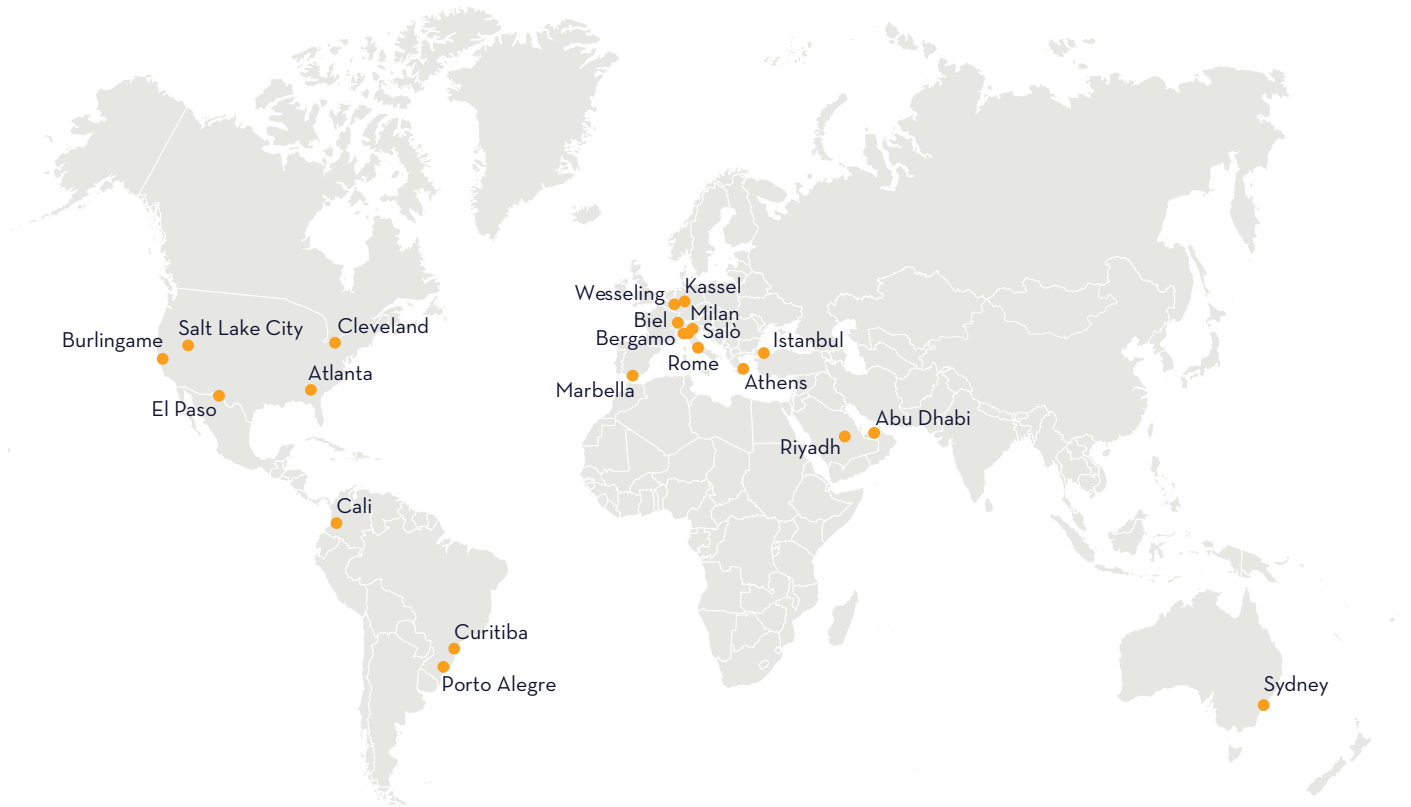 Kassel
Wesseling
Milan
Biel
Salò
Bergamo
Rome
Istanbul
Athens
Marbella
Salt Lake City
Cleveland
Burlingame
Atlanta
El Paso
Abu Dhabi
Riyadh
Cali
Curitiba
Porto Alegre
Sydney